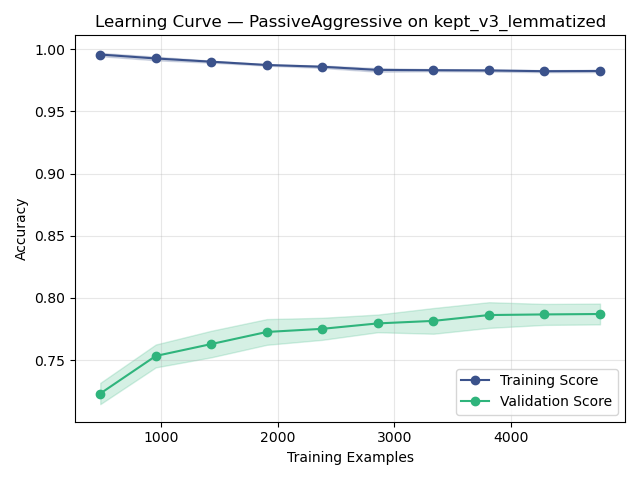 Learning Curve — PassiveAggressive on kept_v3_lemmatized
1.00
0.95
0.90
0.85
0.80
0.75
Accuracy
1000 2000 3000 4000
Training Examples
Training Score
Validation Score